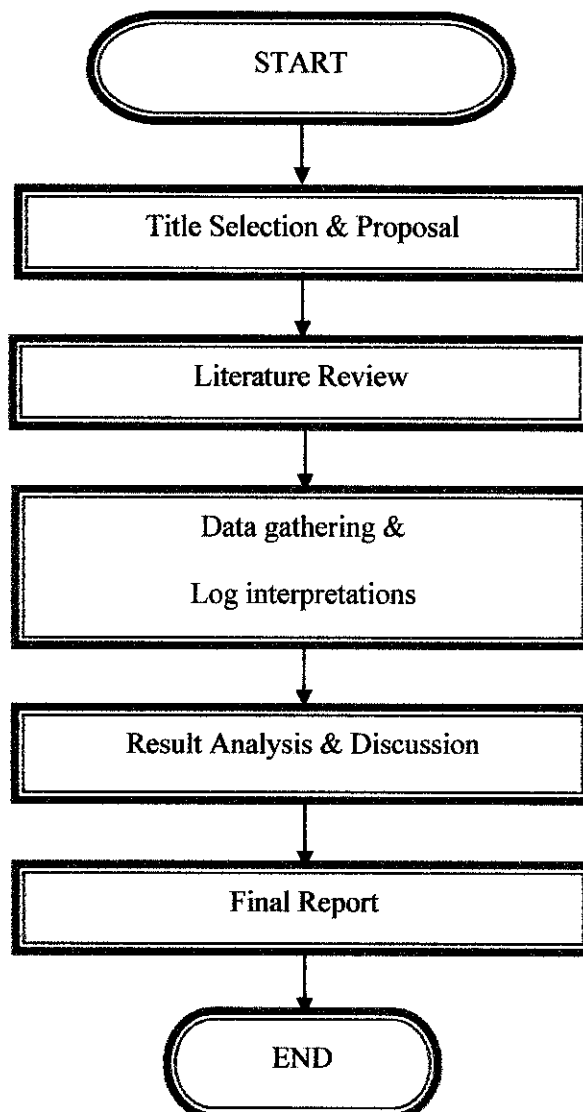 START
Title Selection & Proposal
Literature Review
Data gathering &
Log interpretations
Result Analysis & Discussion
Final Report
END